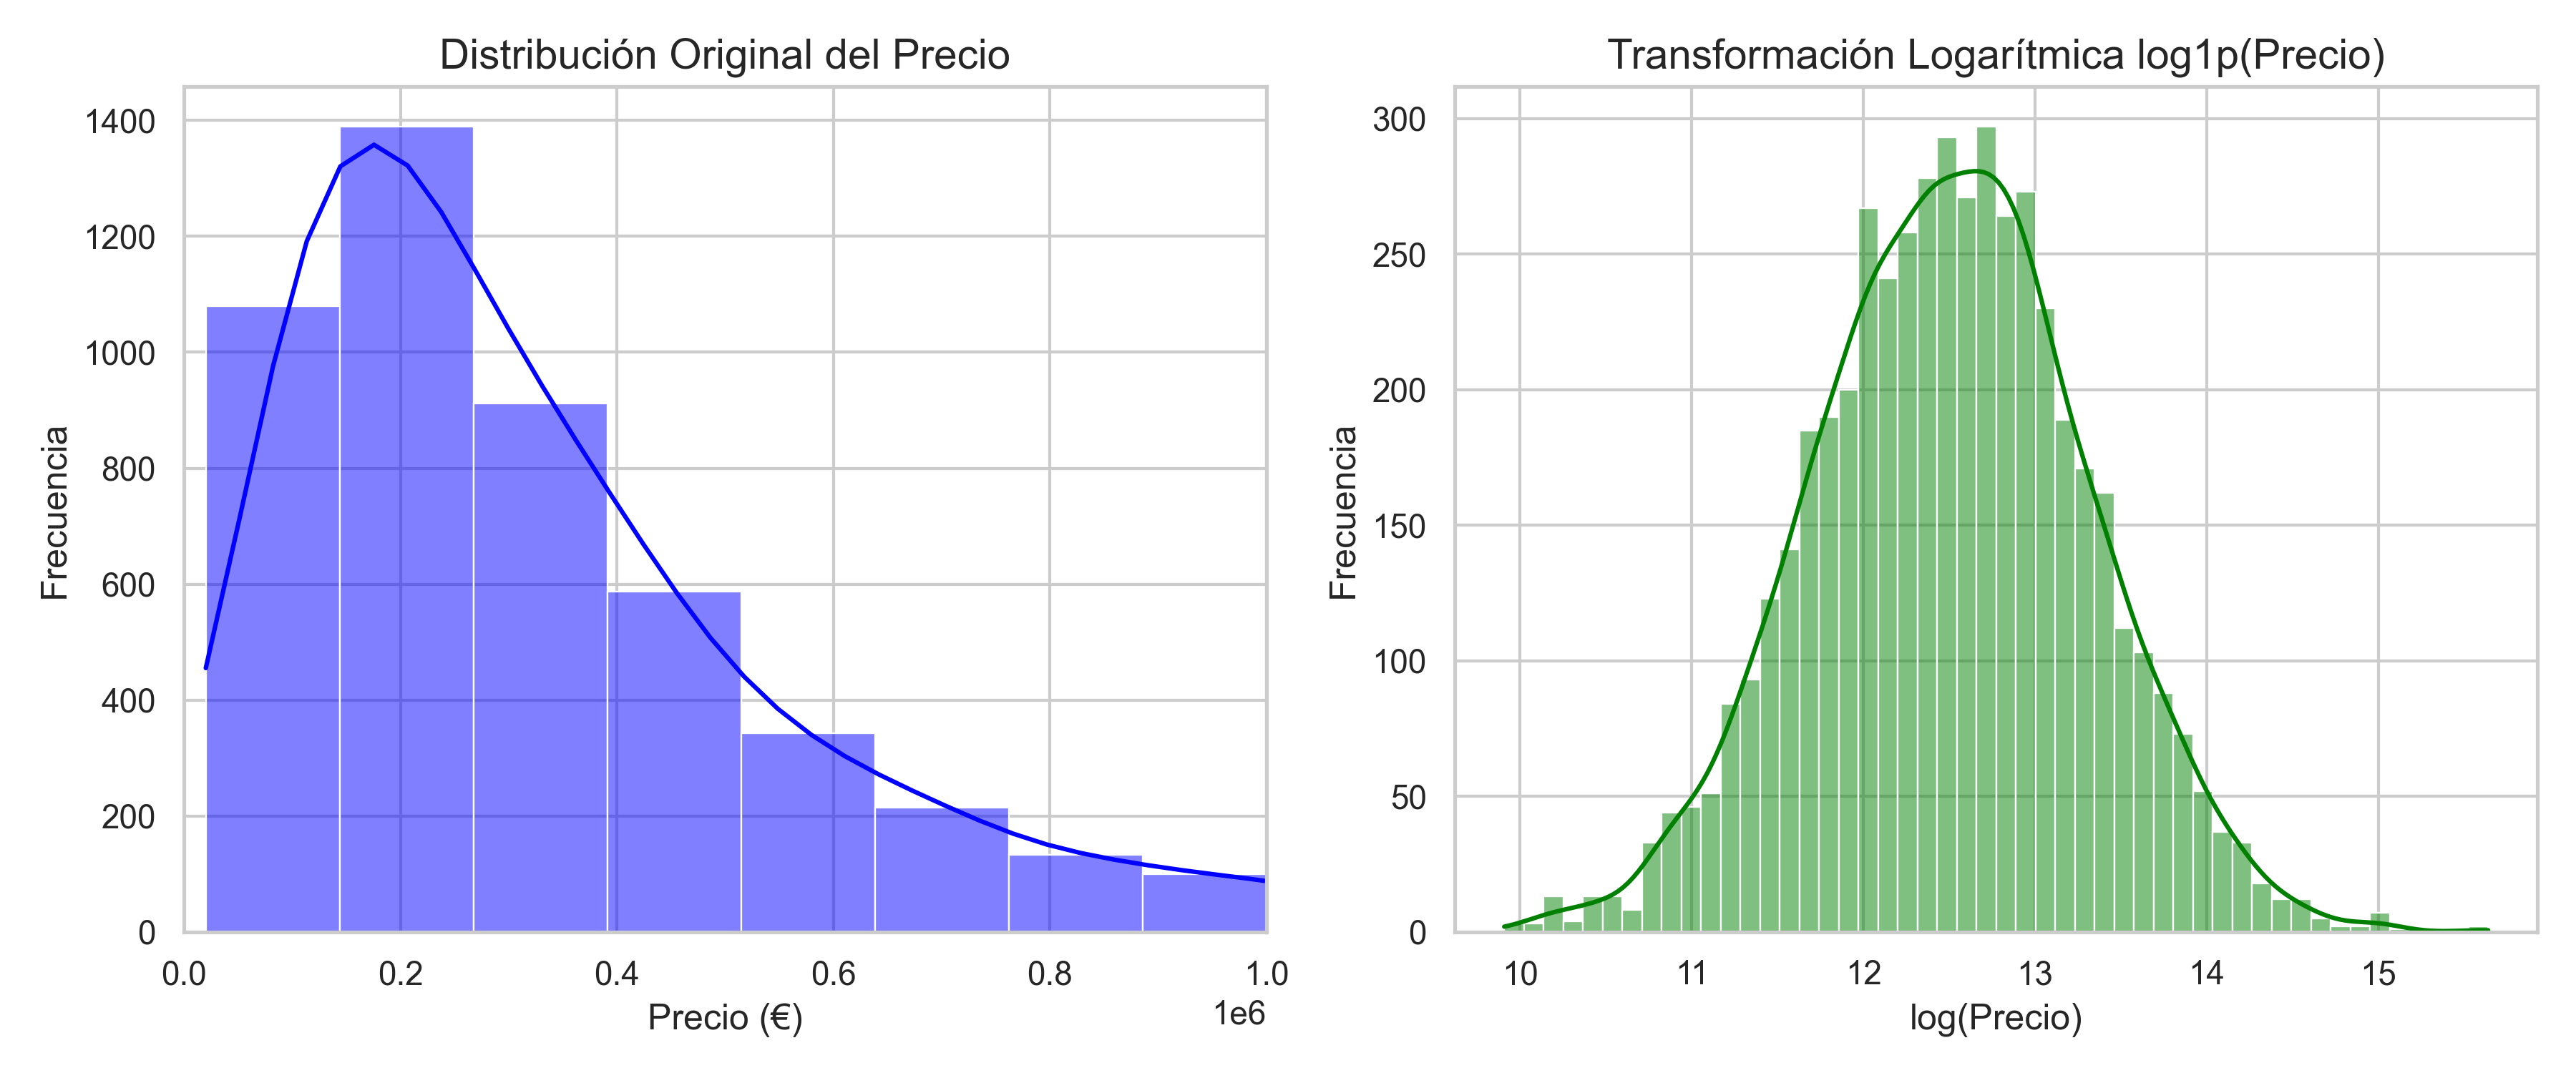 Distribución Original del Precio
1400
1200
1000
800
600
400
200
0
Frecuencia
0.0 0.2 0.4 0.6 0.8 1.0
1e6
Precio (€)
Transformación Logarítmica log1p(Precio)
300
250
200
150
100
50
0
Frecuencia
10 11 12 13 14 15
log(Precio)